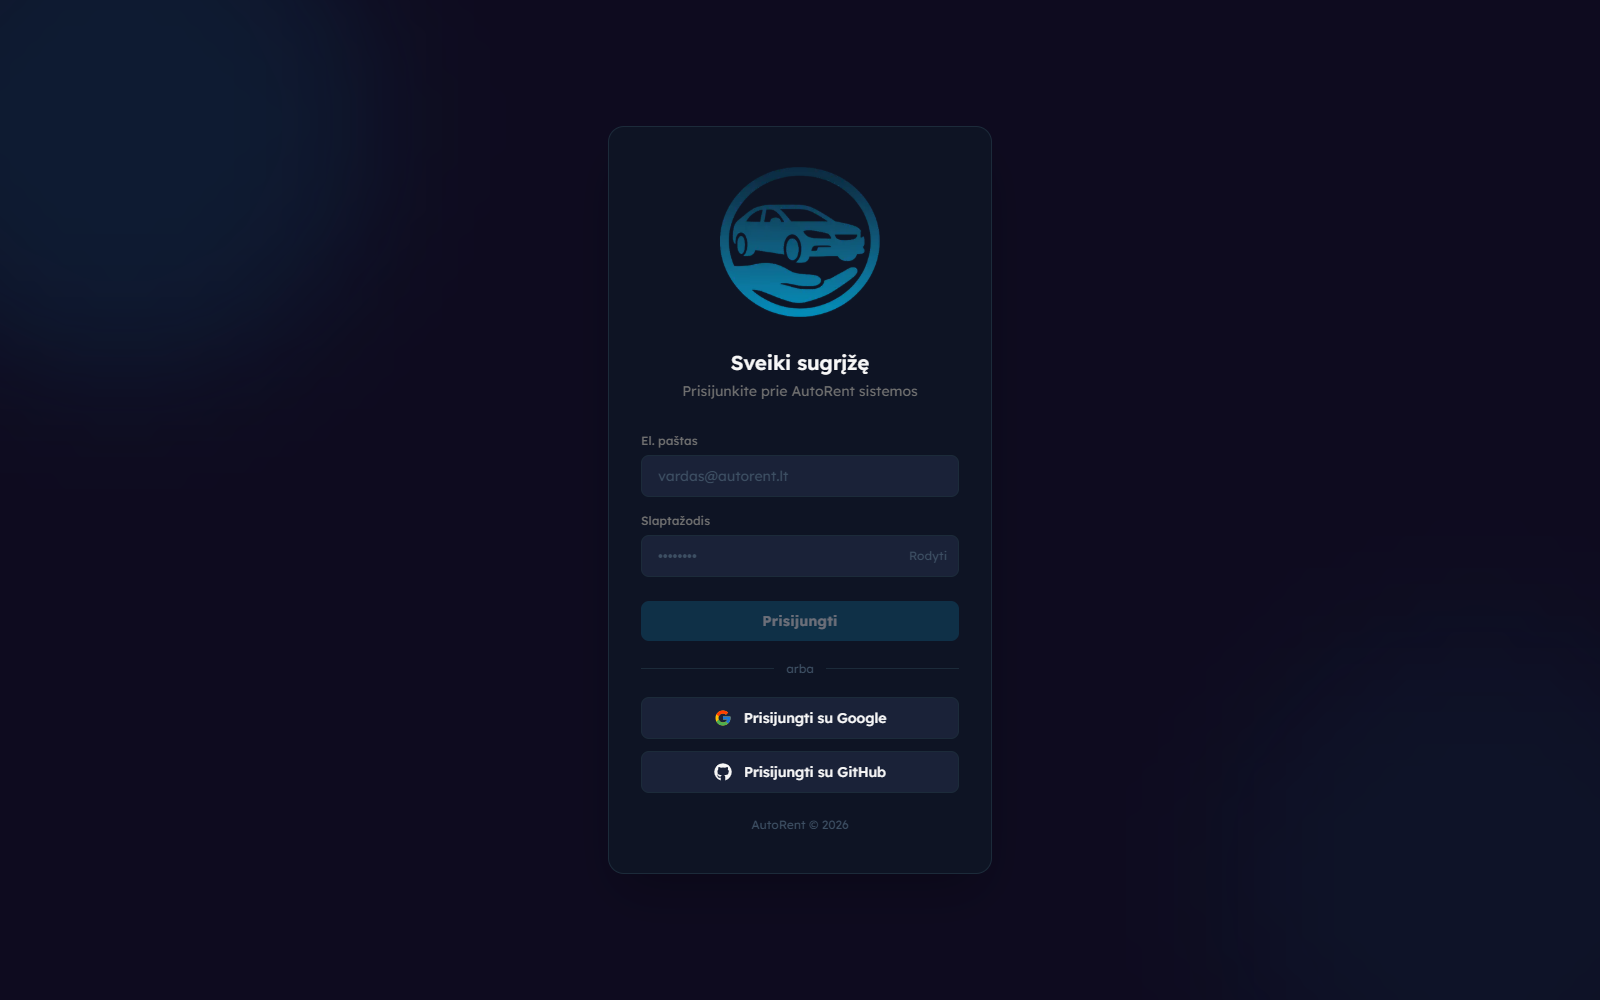 Sveiki sugrįžę
Prisijunkite prie AutoRent sistemos
El. paštas
vardas@autorent.lt
Slaptažodis
••••••••
Rodyti
Prisijungti
arba
Prisijungti su Google
Prisijungti su GitHub
AutoRent © 2026